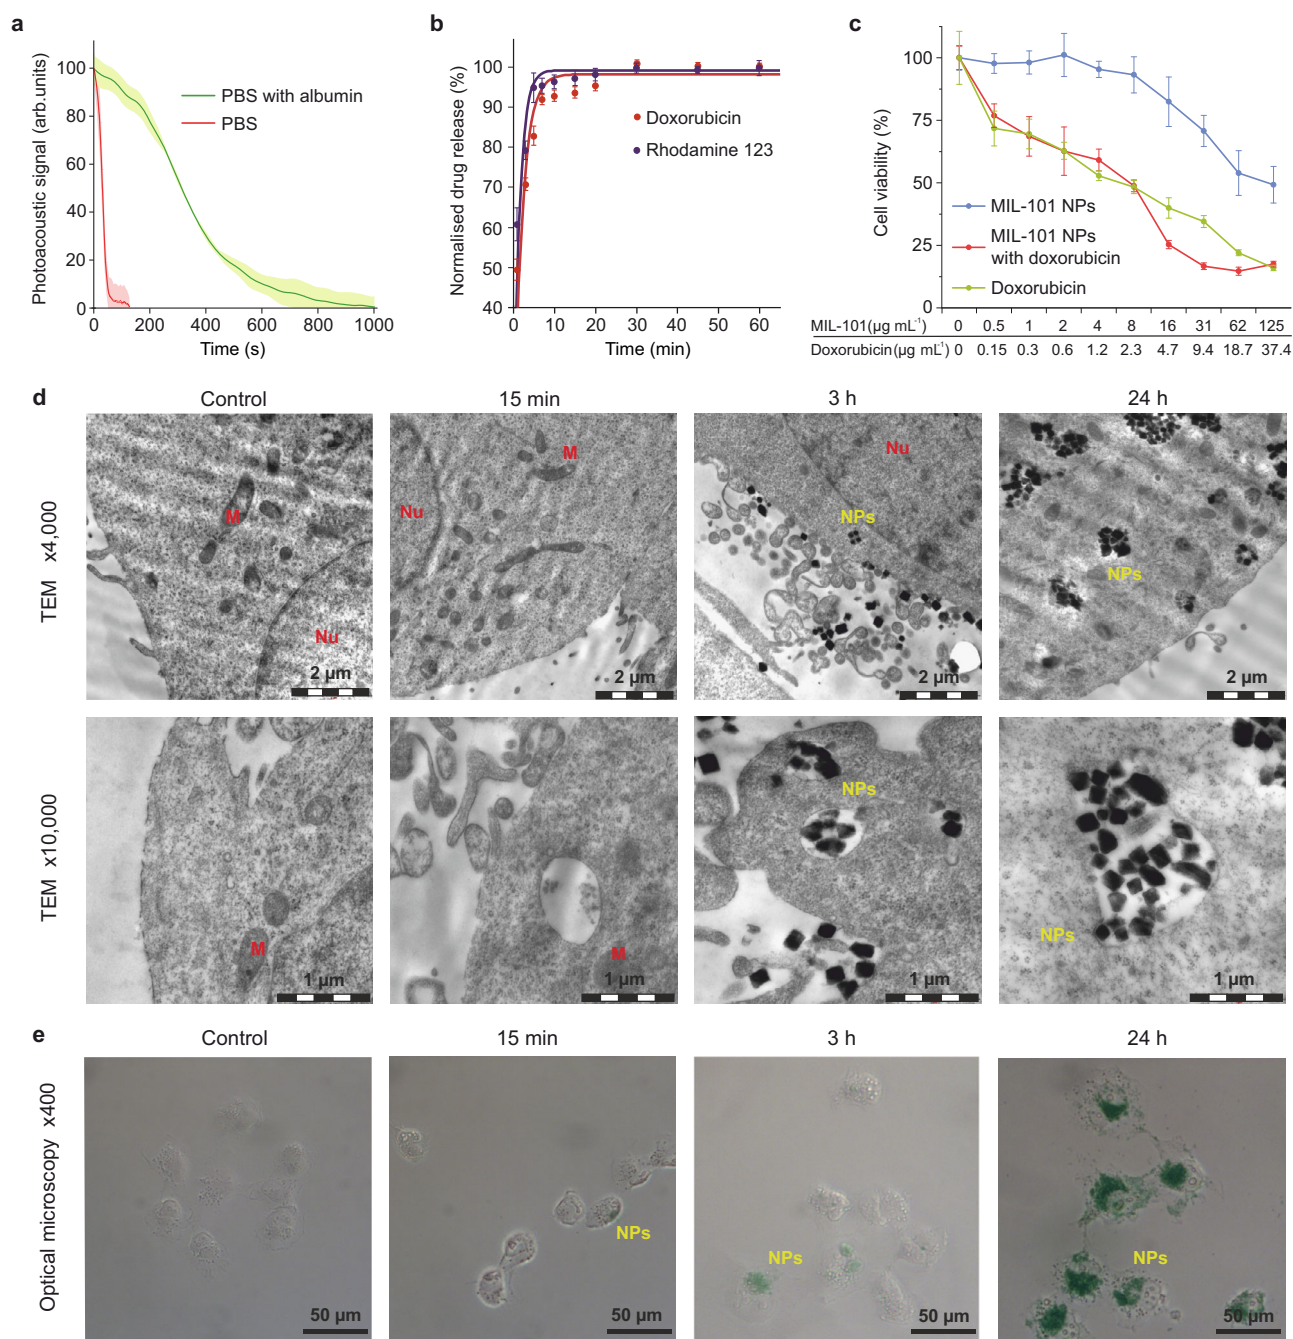 a
Photoacoustic signal (arb.units)
100
80
60
40
20
0
PBS with albumin
PBS
0 200 400 600 800 1000
Time (s)
b
Normalised drug release (%)
100
90
80
70
60
50
40
Doxorubicin
Rhodamine 123
0 10 20 30 40 50 60
Time (min)
c
Cell viability (%)
100
75
50
25
0
MIL-101 NPs
MIL-101 NPs
with doxorubicin
Doxorubicin
MIL-101(µg mL⁻¹) 0 0.5 1 2 4 8 16 31 62 125
Doxorubicin(µg mL⁻¹) 0 0.15 0.3 0.6 1.2 2.3 4.7 9.4 18.7 37.4
d
Control 15 min 3 h 24 h
TEM x4,000
M
Nu
2 µm
M
Nu
2 µm
Nu
NPs
2 µm
NPs
2 µm
TEM x10,000
M
1 µm
M
1 µm
NPs
1 µm
NPs
1 µm
e
Control 15 min 3 h 24 h
Optical microscopy x400
50 µm
NPs
50 µm
NPs
50 µm
NPs
50 µm